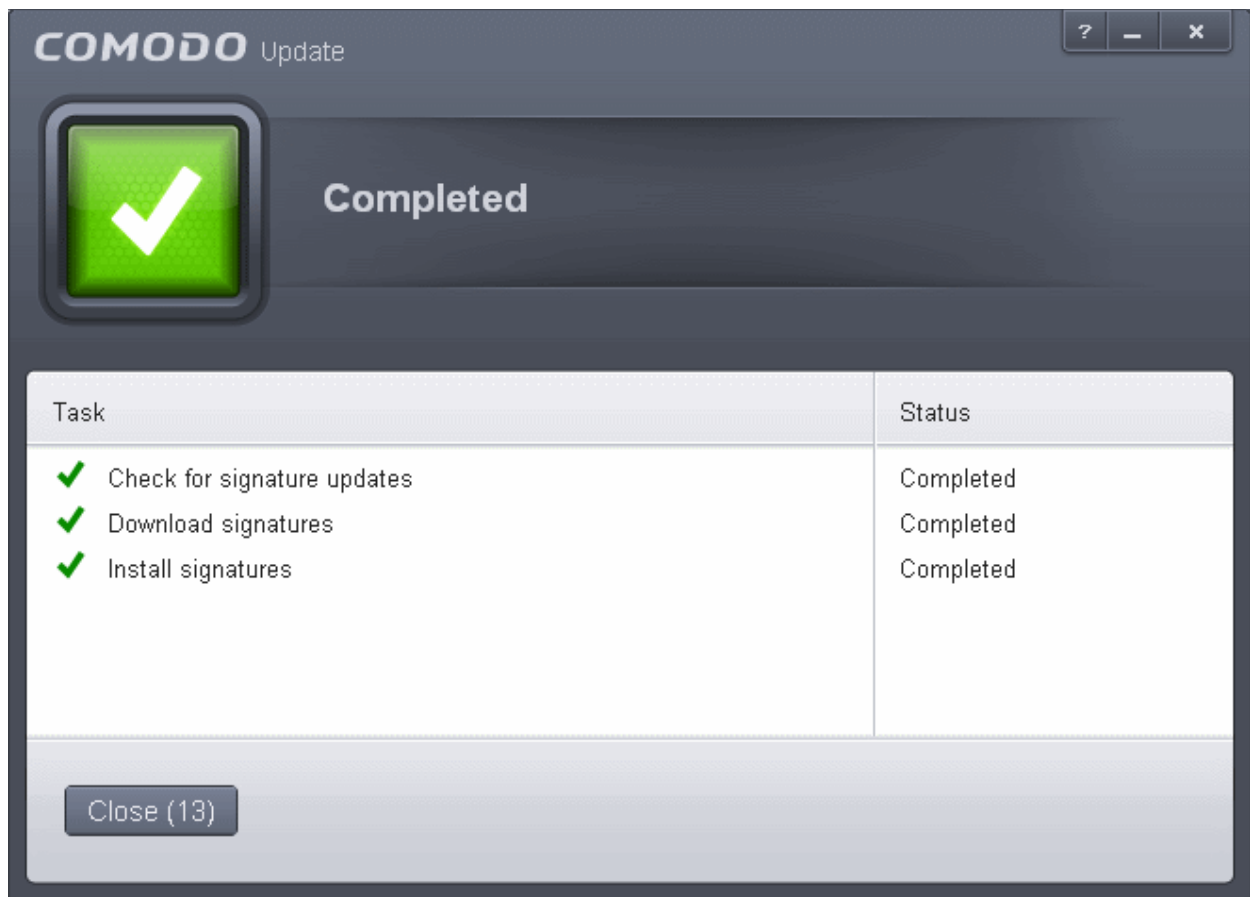 COMODO Update
?
Completed
Task Status
Check for signature updates Completed
Download signatures Completed
Install signatures Completed
Close (13)